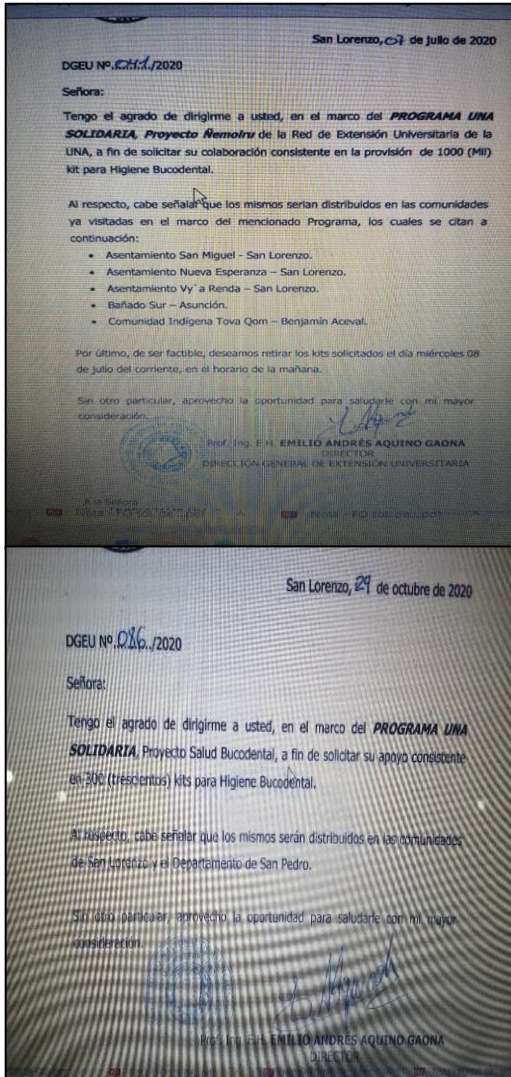 San Lorenzo, 07 de julio de 2020
DGEU Nº.041./2020
Señora:
Tengo el agrado de dirigirme a usted, en el marco del PROGRAMA UNA
SOLIDARIA, Proyecto Ñemoiru de la Red de Extensión Universitaria de la
UNA, a fin de solicitar su colaboración consistente en la provisión de 1000 (Mil)
kit para Higiene Bucodental.
Al respecto, cabe señalar que los mismos serían distribuidos en las comunidades
ya visitadas en el marco del mencionado Programa, los cuales se citan a
continuación:
• Asentamiento San Miguel - San Lorenzo.
• Asentamiento Nueva Esperanza – San Lorenzo.
• Asentamiento Vy´a Renda – San Lorenzo.
• Bañado Sur – Asunción.
• Comunidad Indígena Tova Qom – Benjamín Aceval.
Por último, de ser factible, deseamos retirar los kits solicitados el día miércoles 08
de julio del corriente, en el horario de la mañana.
Sin otro particular, aprovecho la oportunidad para saludarle con mi mayor
consideración.
Prof. Ing. E.H. EMILIO ANDRÉS AQUINO GAONA
DIRECTOR
DIRECCIÓN GENERAL DE EXTENSIÓN UNIVERSITARIA
A la Señora
San Lorenzo, 29 de octubre de 2020
DGEU Nº.086../2020
Señora:
Tengo el agrado de dirigirme a usted, en el marco del PROGRAMA UNA
SOLIDARIA, Proyecto Salud Bucodental, a fin de solicitar su apoyo consistente
en 300 (trescientos) kits para Higiene Bucodental.
Al respecto, cabe señalar que los mismos serán distribuidos en las comunidades
de San Lorenzo y el Departamento de San Pedro.
Sin otro particular, aprovecho la oportunidad para saludarle con mi mayor
consideración.
Prof. Ing. E.H. EMILIO ANDRÉS AQUINO GAONA
DIRECTOR